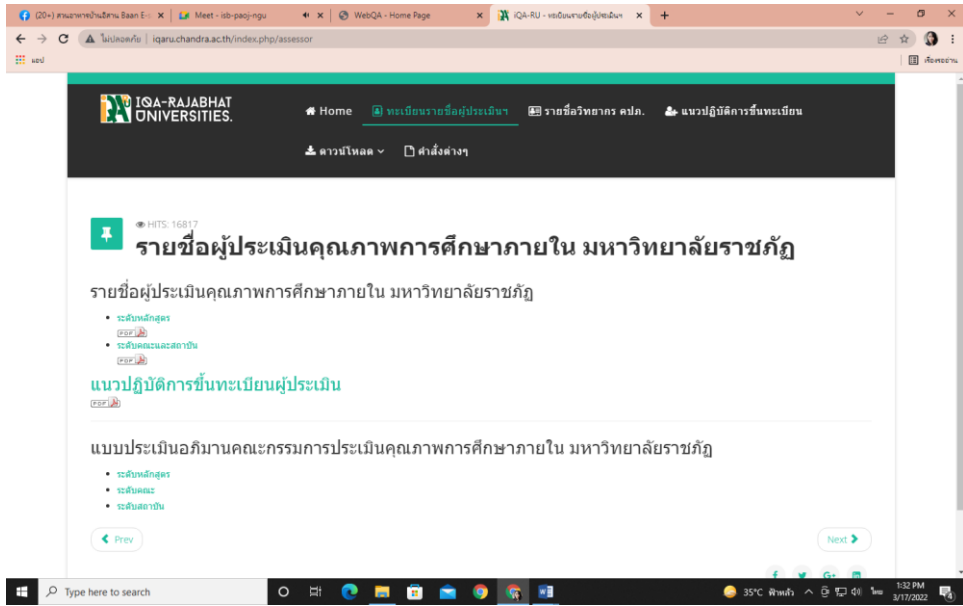 (20+) สวนอาหารบ้านอีสาน Baan E-
Meet - isb-paoj-ngu
WebQA - Home Page
iQA-RU - ทะเบียนรายชื่อผู้ประเมินฯ
ไม่ปลอดภัย | iqaru.chandra.ac.th/index.php/assessor
แอป
เรื่องรออ่าน
IQA-RAJABHAT
UNIVERSITIES.
Home
ทะเบียนรายชื่อผู้ประเมินฯ
รายชื่อวิทยากร คปภ.
แนวปฏิบัติการขึ้นทะเบียน
ดาวน์โหลด
คำสั่งต่างๆ
HITS: 16817
รายชื่อผู้ประเมินคุณภาพการศึกษาภายใน มหาวิทยาลัยราชภัฏ
รายชื่อผู้ประเมินคุณภาพการศึกษาภายใน มหาวิทยาลัยราชภัฏ
ระดับหลักสูตร
PDF
ระดับคณะและสถาบัน
PDF
แนวปฏิบัติการขึ้นทะเบียนผู้ประเมิน
PDF
แบบประเมินอภิมานคณะกรรมการประเมินคุณภาพการศึกษาภายใน มหาวิทยาลัยราชภัฏ
ระดับหลักสูตร
ระดับคณะ
ระดับสถาบัน
Prev
Next
Type here to search
35°C ฟ้าหลัว
ไทย
1:32 PM
3/17/2022